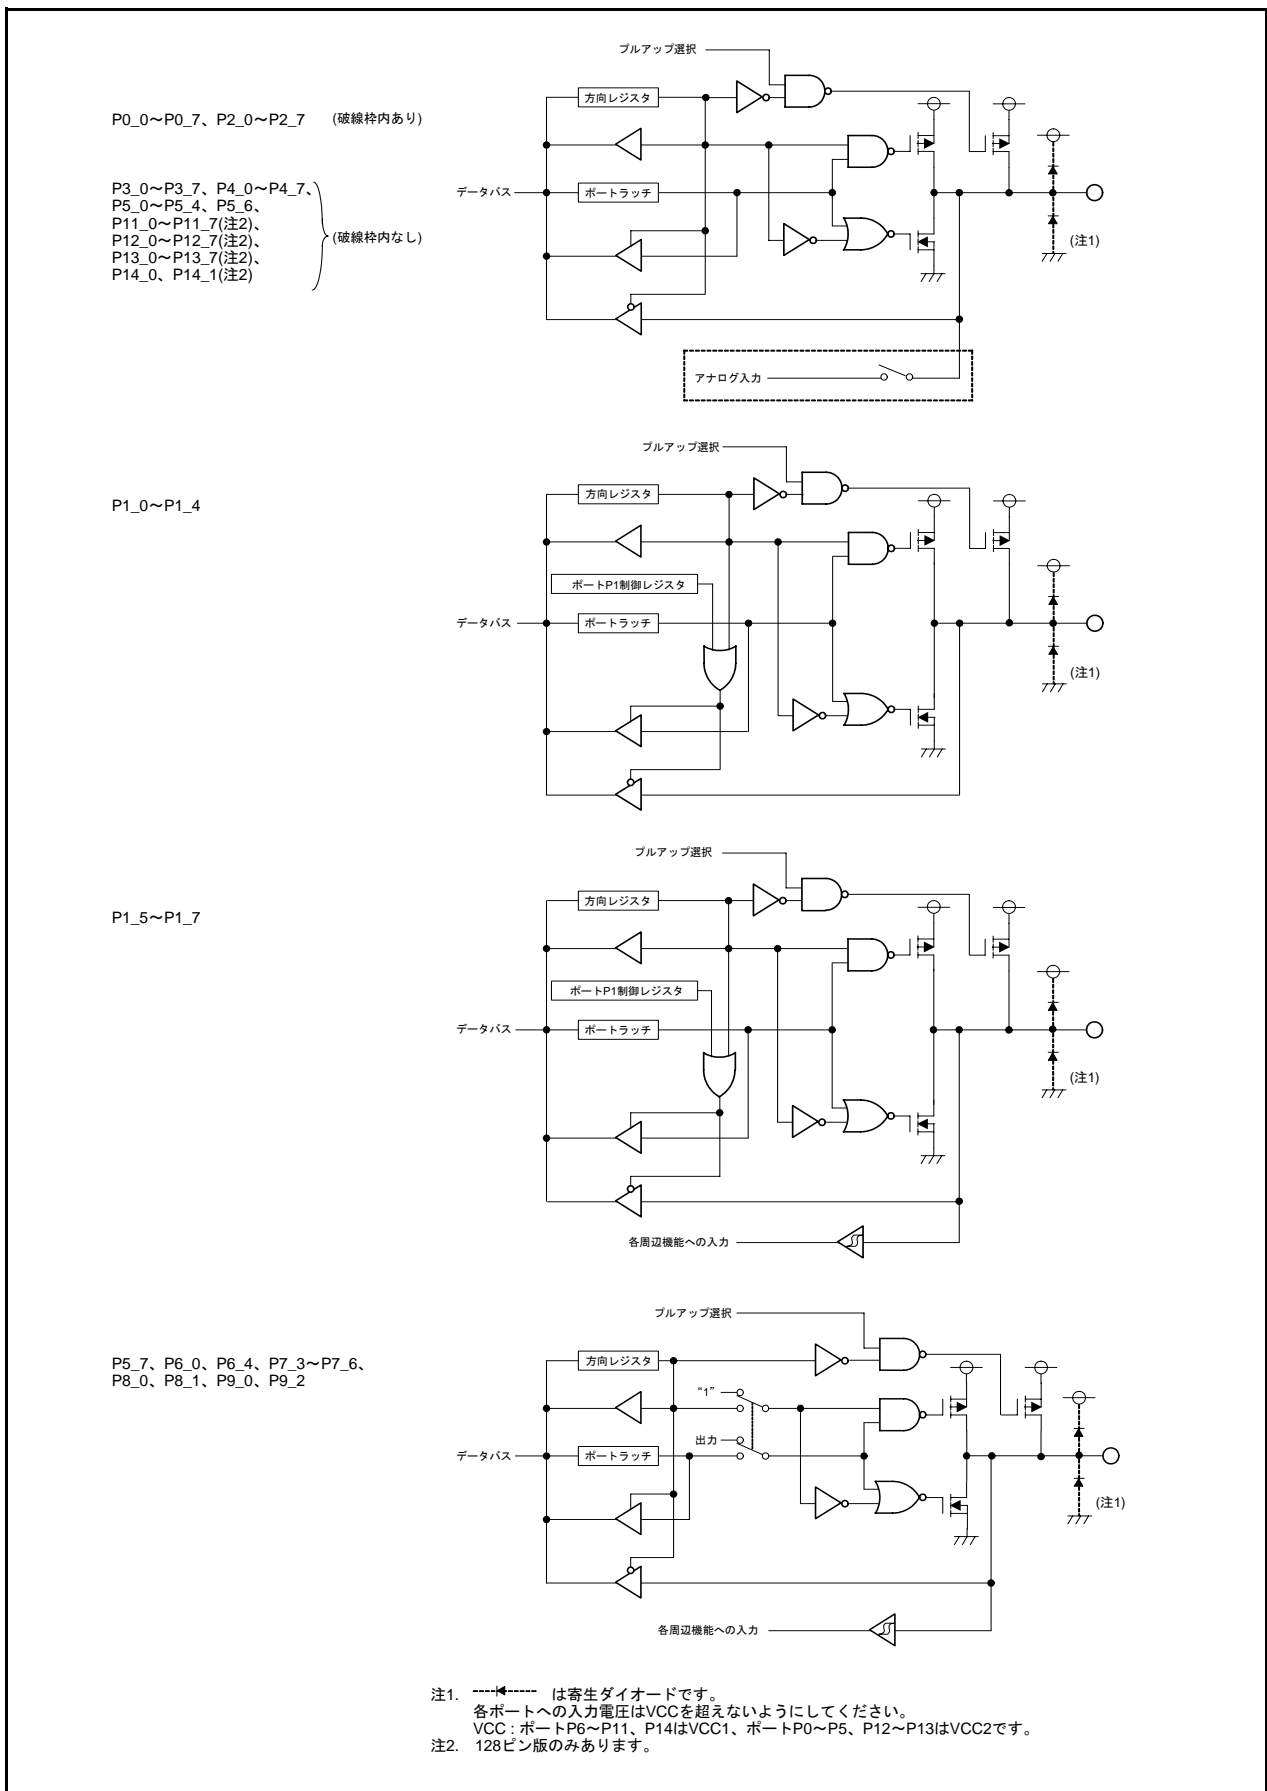 プルアップ選択
方向レジスタ
P0_0～P0_7、P2_0～P2_7 (破線枠内あり)
データバス
ポートラッチ
P3_0～P3_7、P4_0～P4_7、
P5_0～P5_4、P5_6、
P11_0～P11_7(注2)、
P12_0～P12_7(注2)、
P13_0～P13_7(注2)、
P14_0、P14_1(注2)
(破線枠内なし)
(注1)
アナログ入力
プルアップ選択
方向レジスタ
P1_0～P1_4
ポートP1制御レジスタ
データバス
ポートラッチ
(注1)
プルアップ選択
方向レジスタ
P1_5～P1_7
ポートP1制御レジスタ
データバス
ポートラッチ
(注1)
各周辺機能への入力
プルアップ選択
方向レジスタ
P5_7、P6_0、P6_4、P7_3～P7_6、
P8_0、P8_1、P9_0、P9_2
“1”
出力
データバス
ポートラッチ
(注1)
各周辺機能への入力
注1. は寄生ダイオードです。
各ポートへの入力電圧はVCCを超えないようにしてください。
VCC : ポートP6～P11、P14はVCC1、ポートP0～P5、P12～P13はVCC2です。
注2. 128ピン版のみあります。